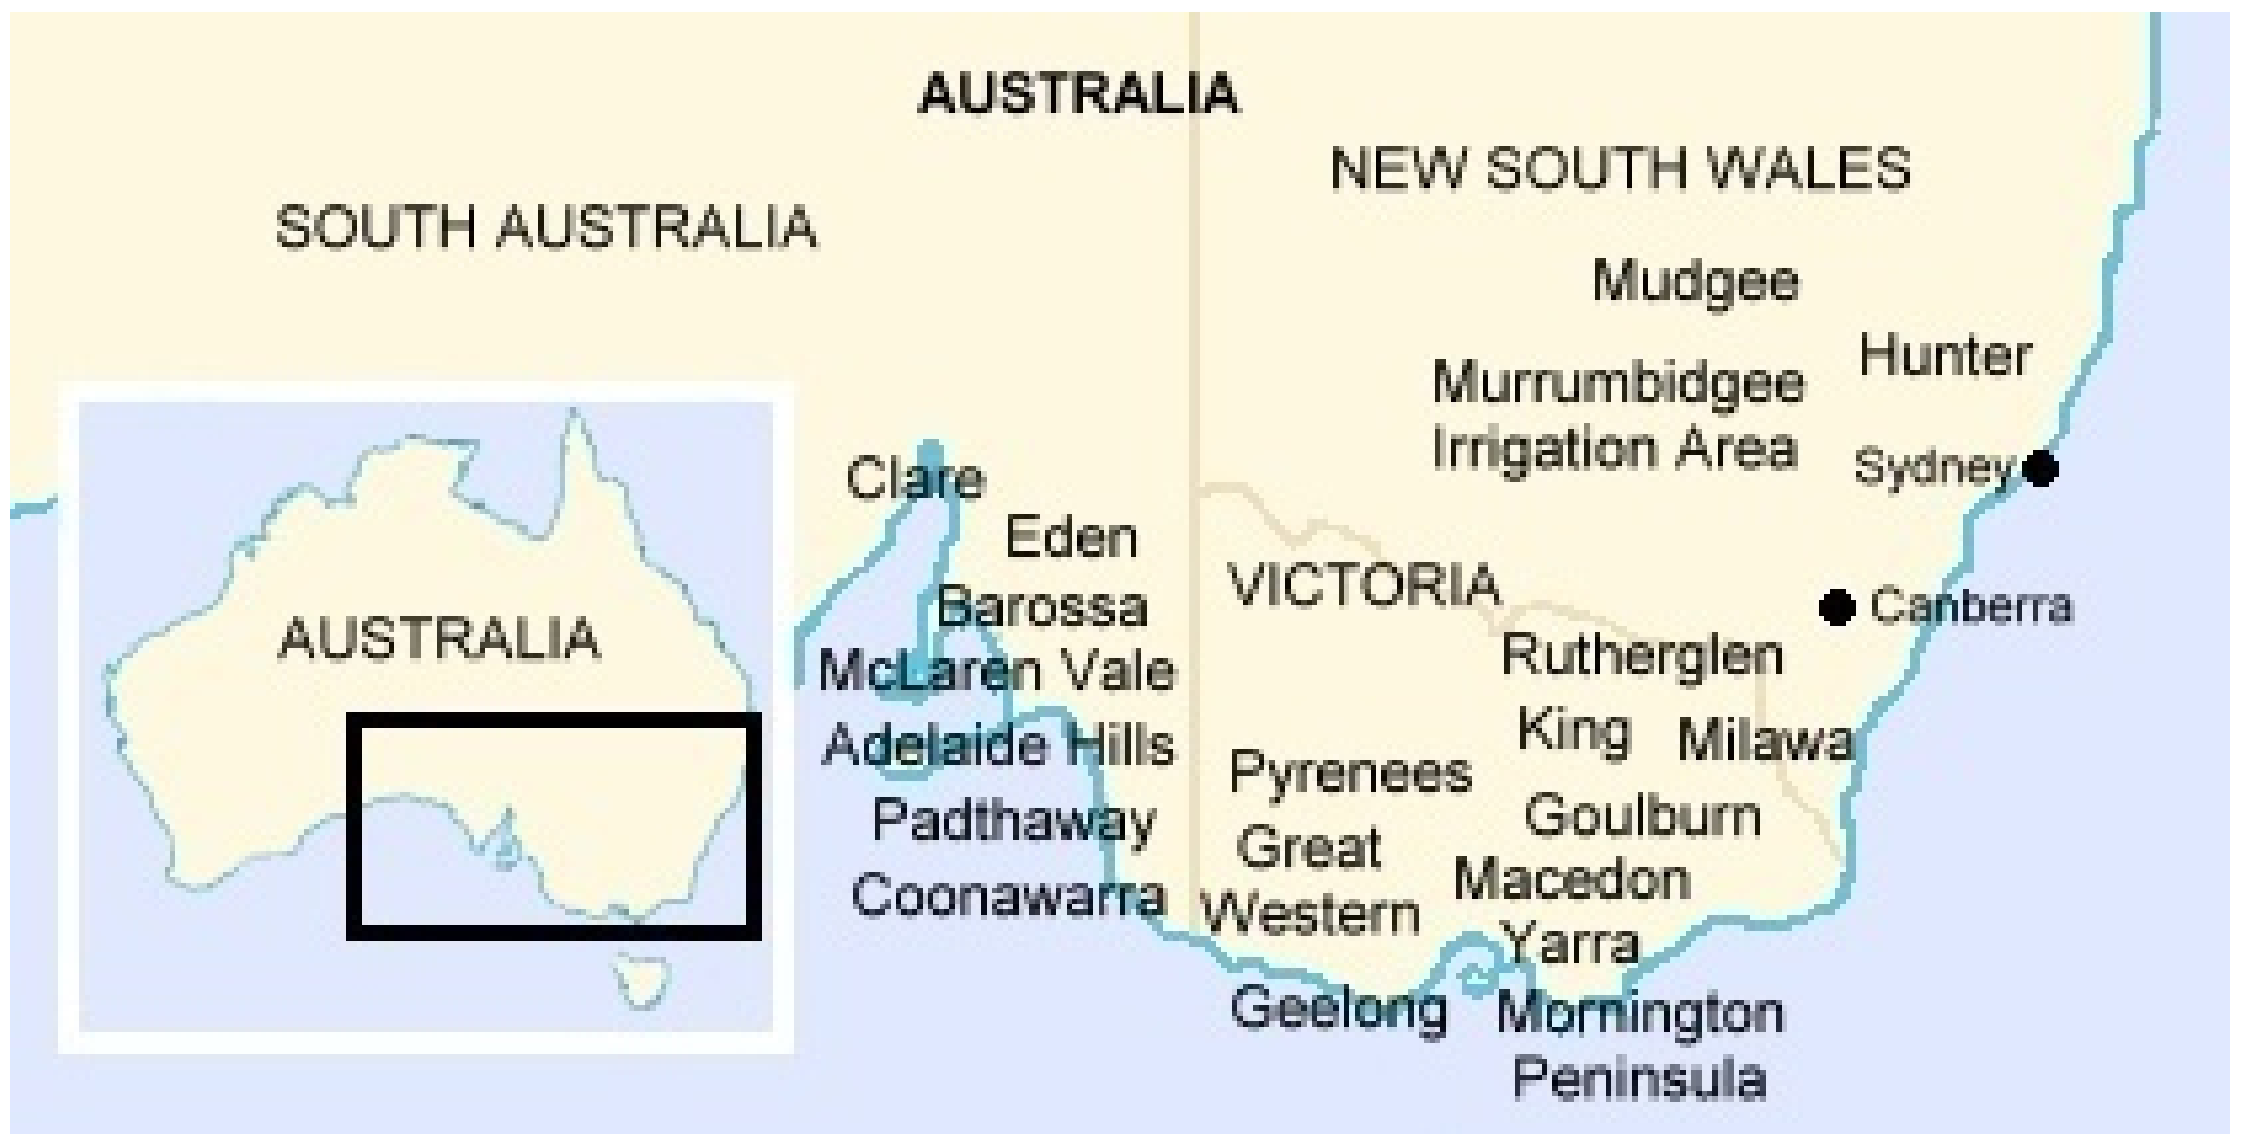 AUSTRALIA
NEW SOUTH WALES
SOUTH AUSTRALIA
Mudgee
Hunter
Murrumbidgee
Irrigation Area
Sydney
Clare
Eden
Barossa
VICTORIA
Canberra
AUSTRALIA
McLaren Vale
Rutherglen
Adelaide Hills
King
Milawa
Pyrenees
Padthaway
Goulburn
Great
Western
Macedon
Coonawarra
Yarra
Geelong
Mornington
Peninsula